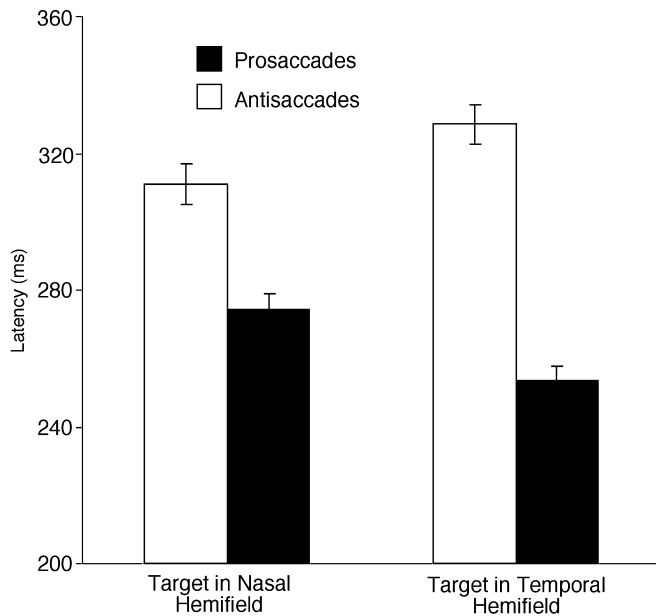 360
320
280
240
200
Latency (ms)
Prosaccades
Antisaccades
Target in Nasal
Hemifield
Target in Temporal
Hemifield